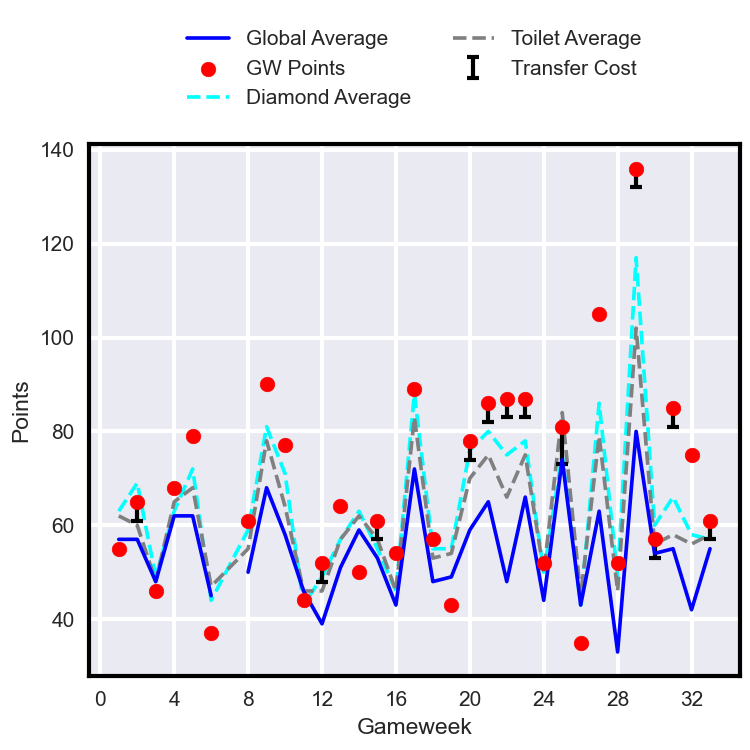 Global Average
GW Points
Diamond Average
Toilet Average
Transfer Cost
140
120
100
80
60
40
Points
0 4 8 12 16 20 24 28 32
Gameweek